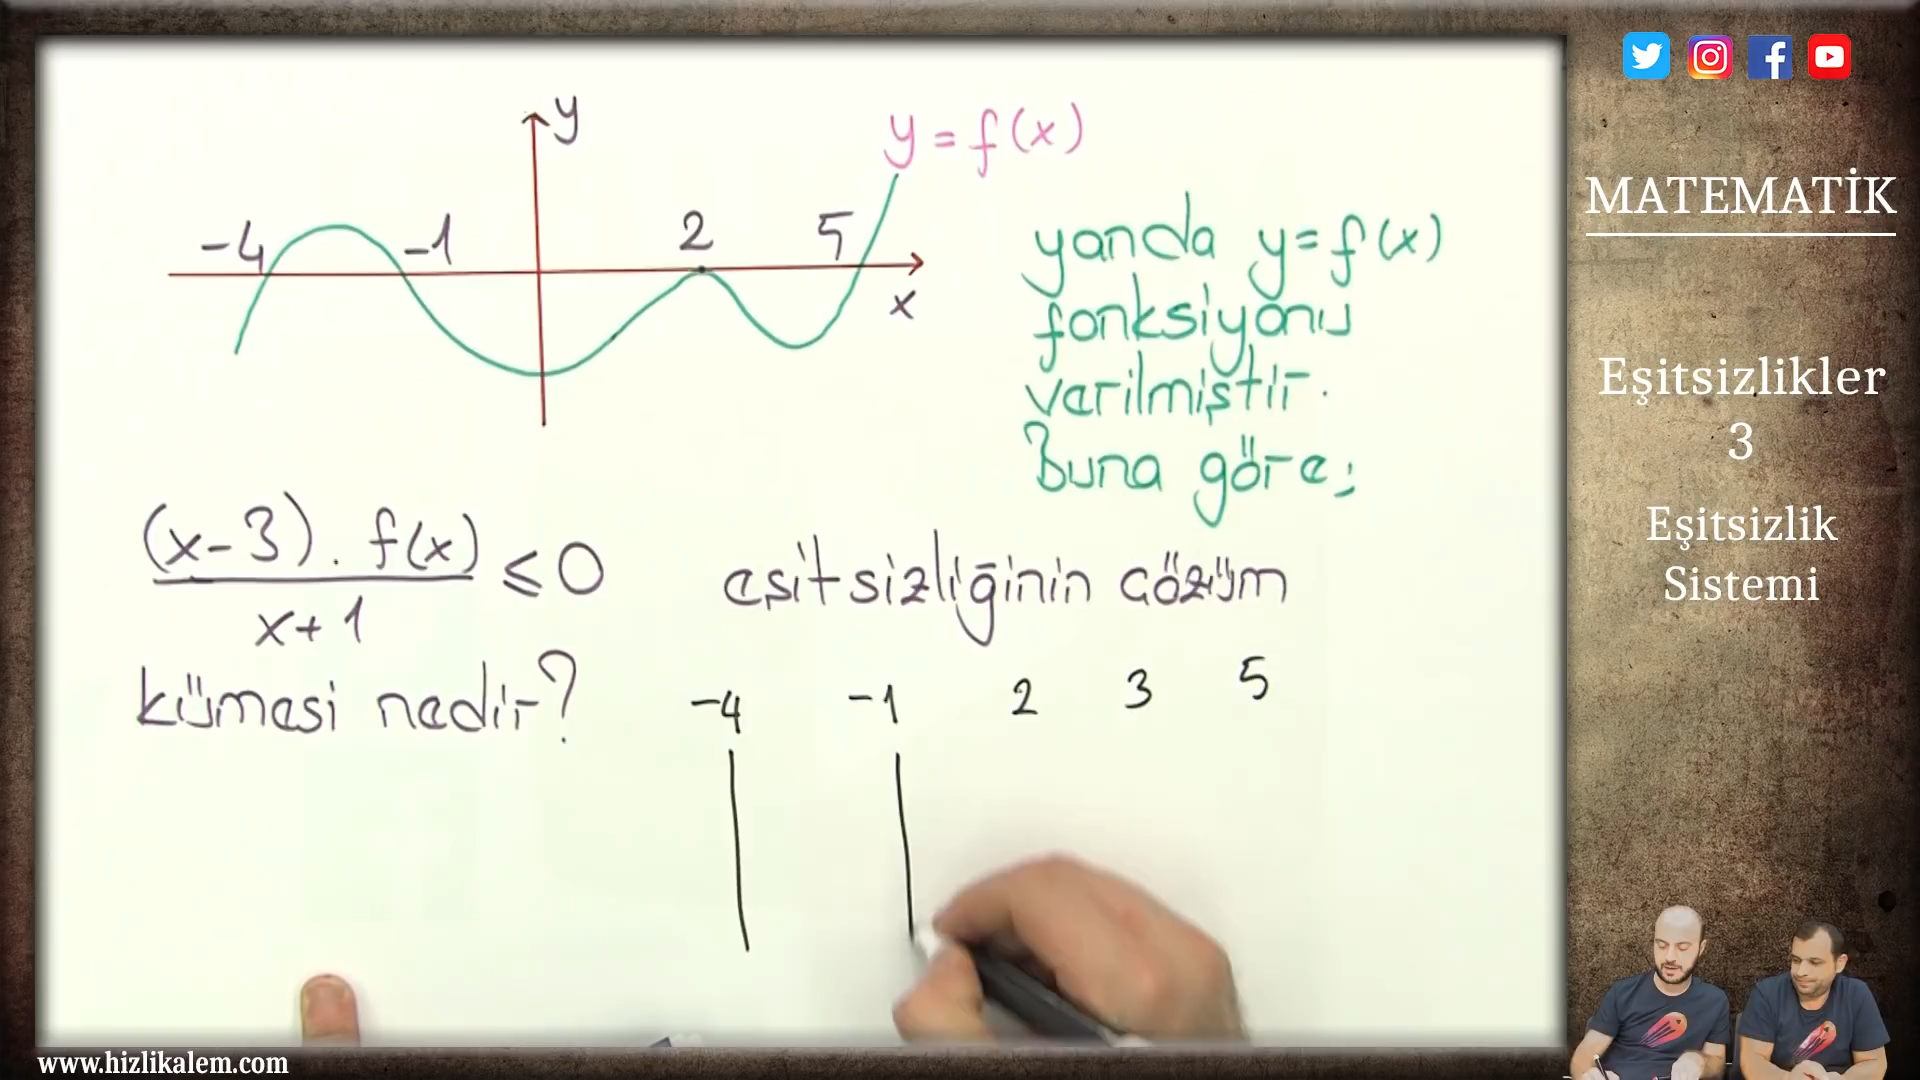 y
y = f(x)
-4
-1
2
5
x
yanda y=f(x)
fonksiyonu
verilmiştir.
Buna göre;
(x-3). f(x)
x+1
≤ 0
eşitsizliğinin çözüm
kümesi nedir?
-4 -1 2 3 5
MATEMATİK
Eşitsizlikler
3
Eşitsizlik
Sistemi
www.hizlikalem.com